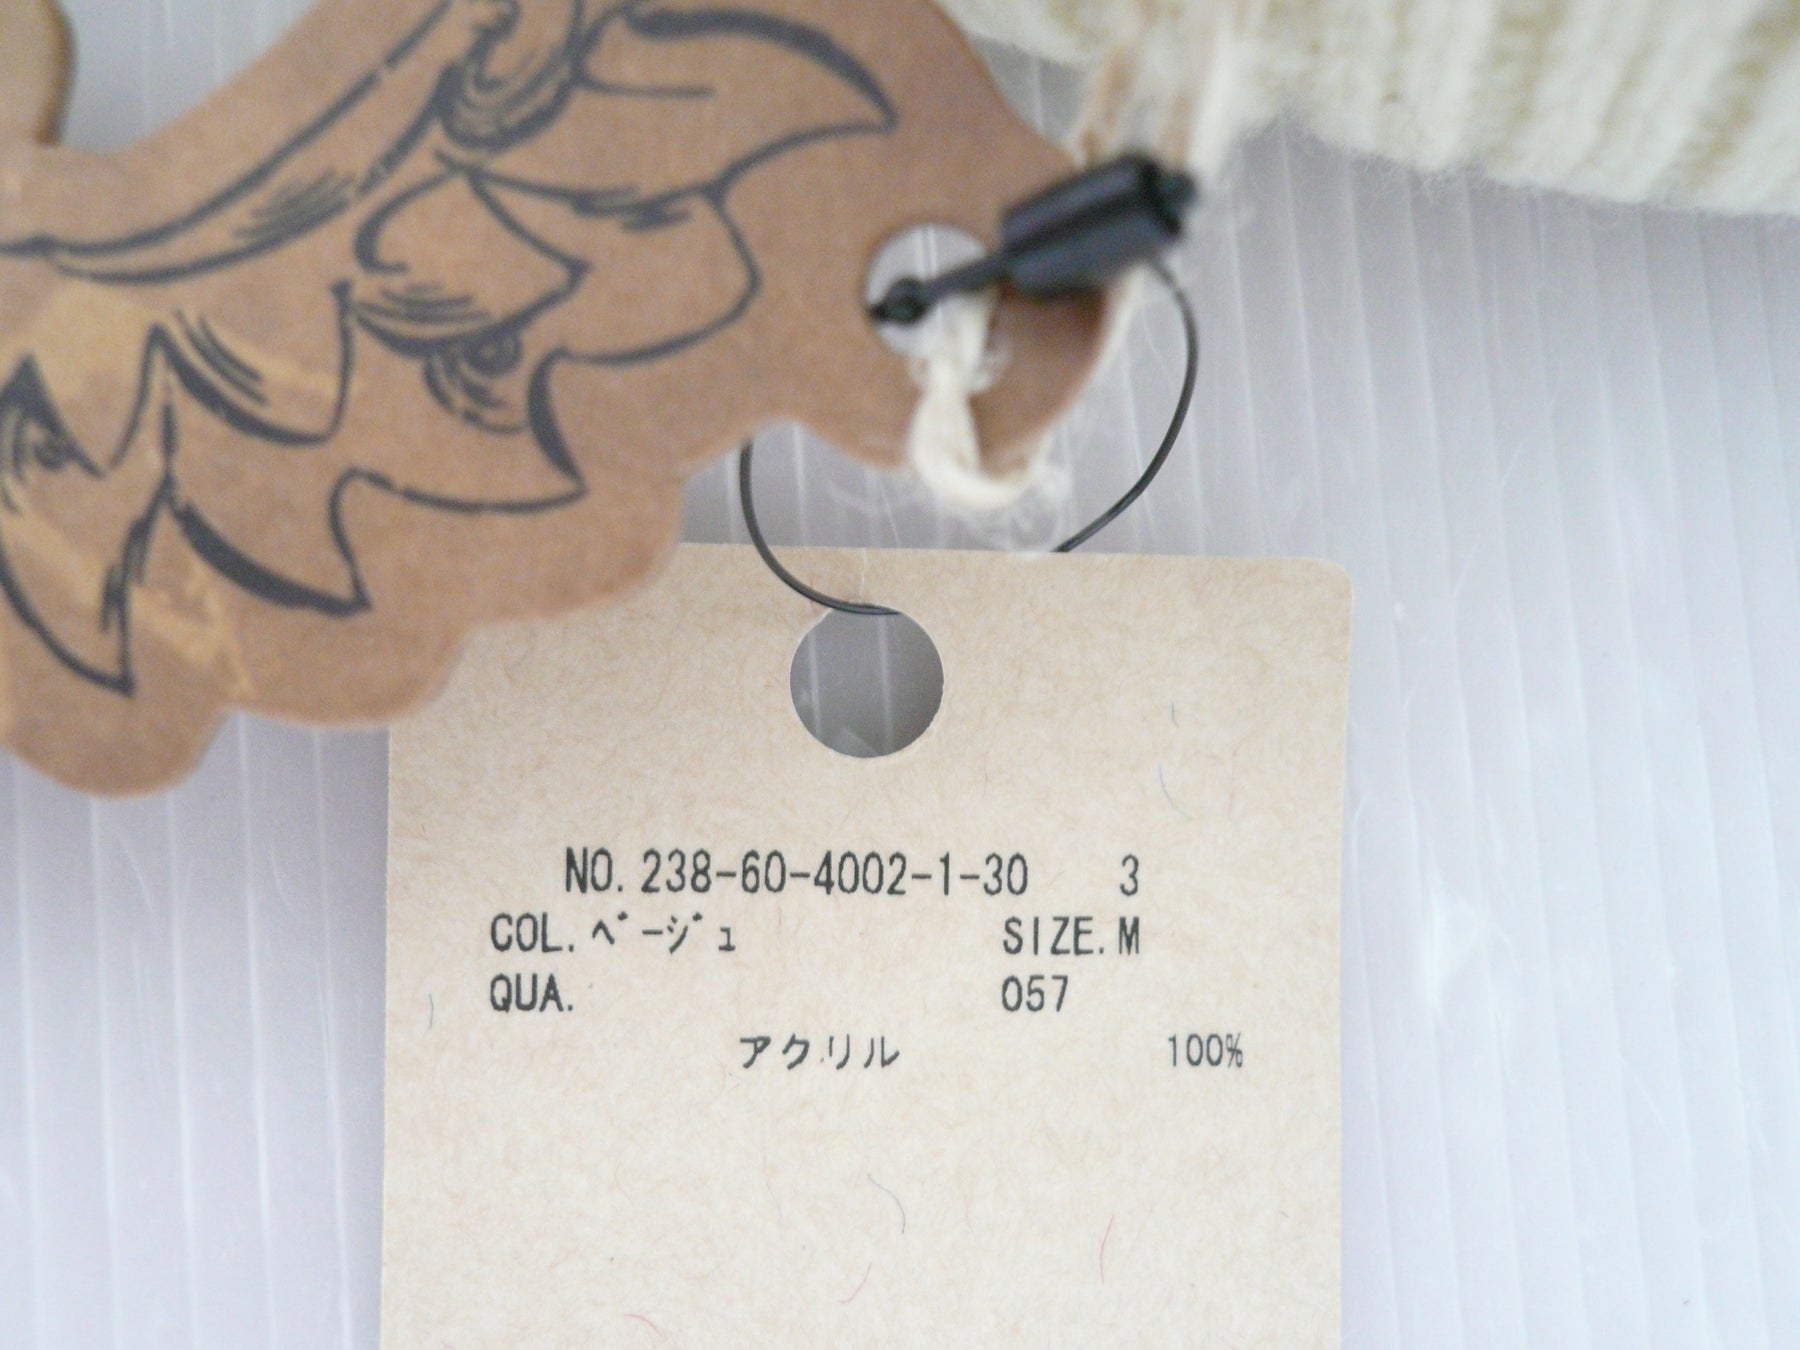 NO. 238-60-4002-1-30 3
COL. ベージュ SIZE. M
QUA. 057
アクリル 100%